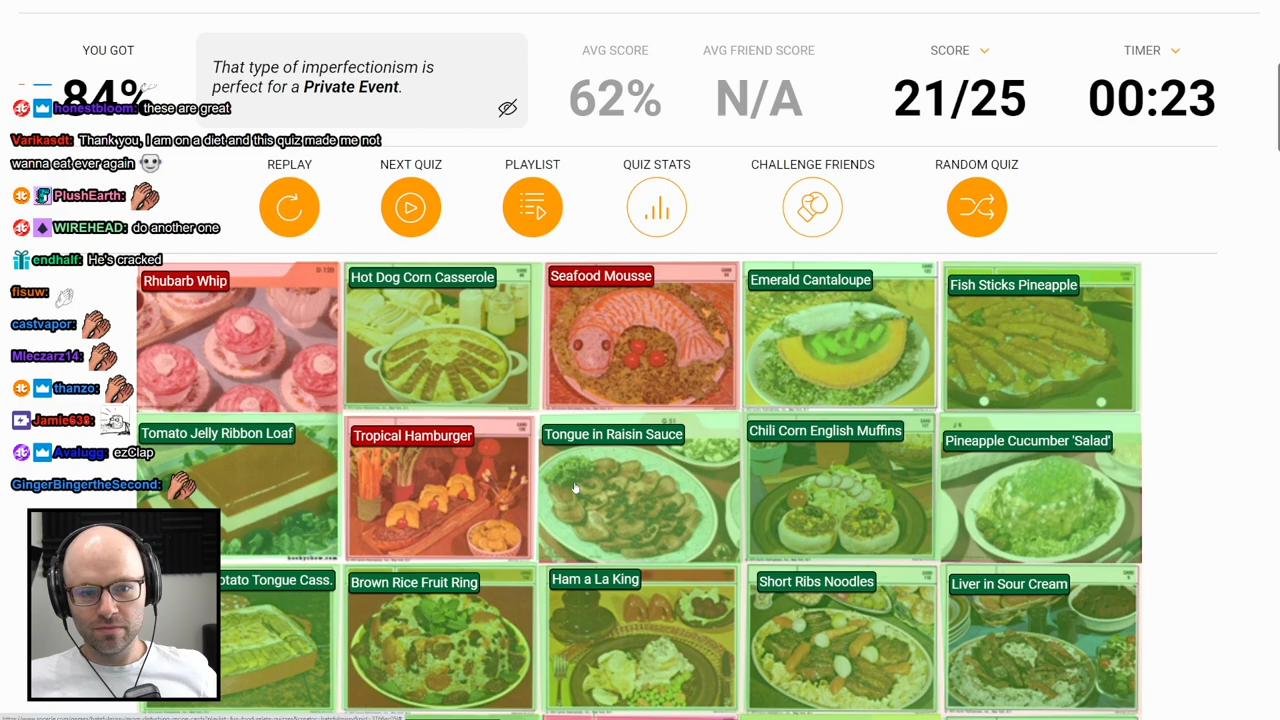 YOU GOT
84%
That type of imperfectionism is
perfect for a Private Event.
AVG SCORE
62%
AVG FRIEND SCORE
N/A
SCORE
21/25
TIMER
00:23
honestbloom: these are great
Varikasdt: Thank you, I am on a diet and this quiz made me not
wanna eat ever again
PlushEarth:
WIREHEAD: do another one
endhalf: He's cracked
fisuw:
castvapor:
Mleczarz14:
thanzo:
Jamie638:
Avalugg: ezClap
GingerBingertheSecond:
REPLAY
NEXT QUIZ
PLAYLIST
QUIZ STATS
CHALLENGE FRIENDS
RANDOM QUIZ
Rhubarb Whip
Hot Dog Corn Casserole
Seafood Mousse
Emerald Cantaloupe
Fish Sticks Pineapple
Tomato Jelly Ribbon Loaf
Tropical Hamburger
Tongue in Raisin Sauce
Chili Corn English Muffins
Pineapple Cucumber 'Salad'
otato Tongue Cass.
Brown Rice Fruit Ring
Ham a La King
Short Ribs Noodles
Liver in Sour Cream